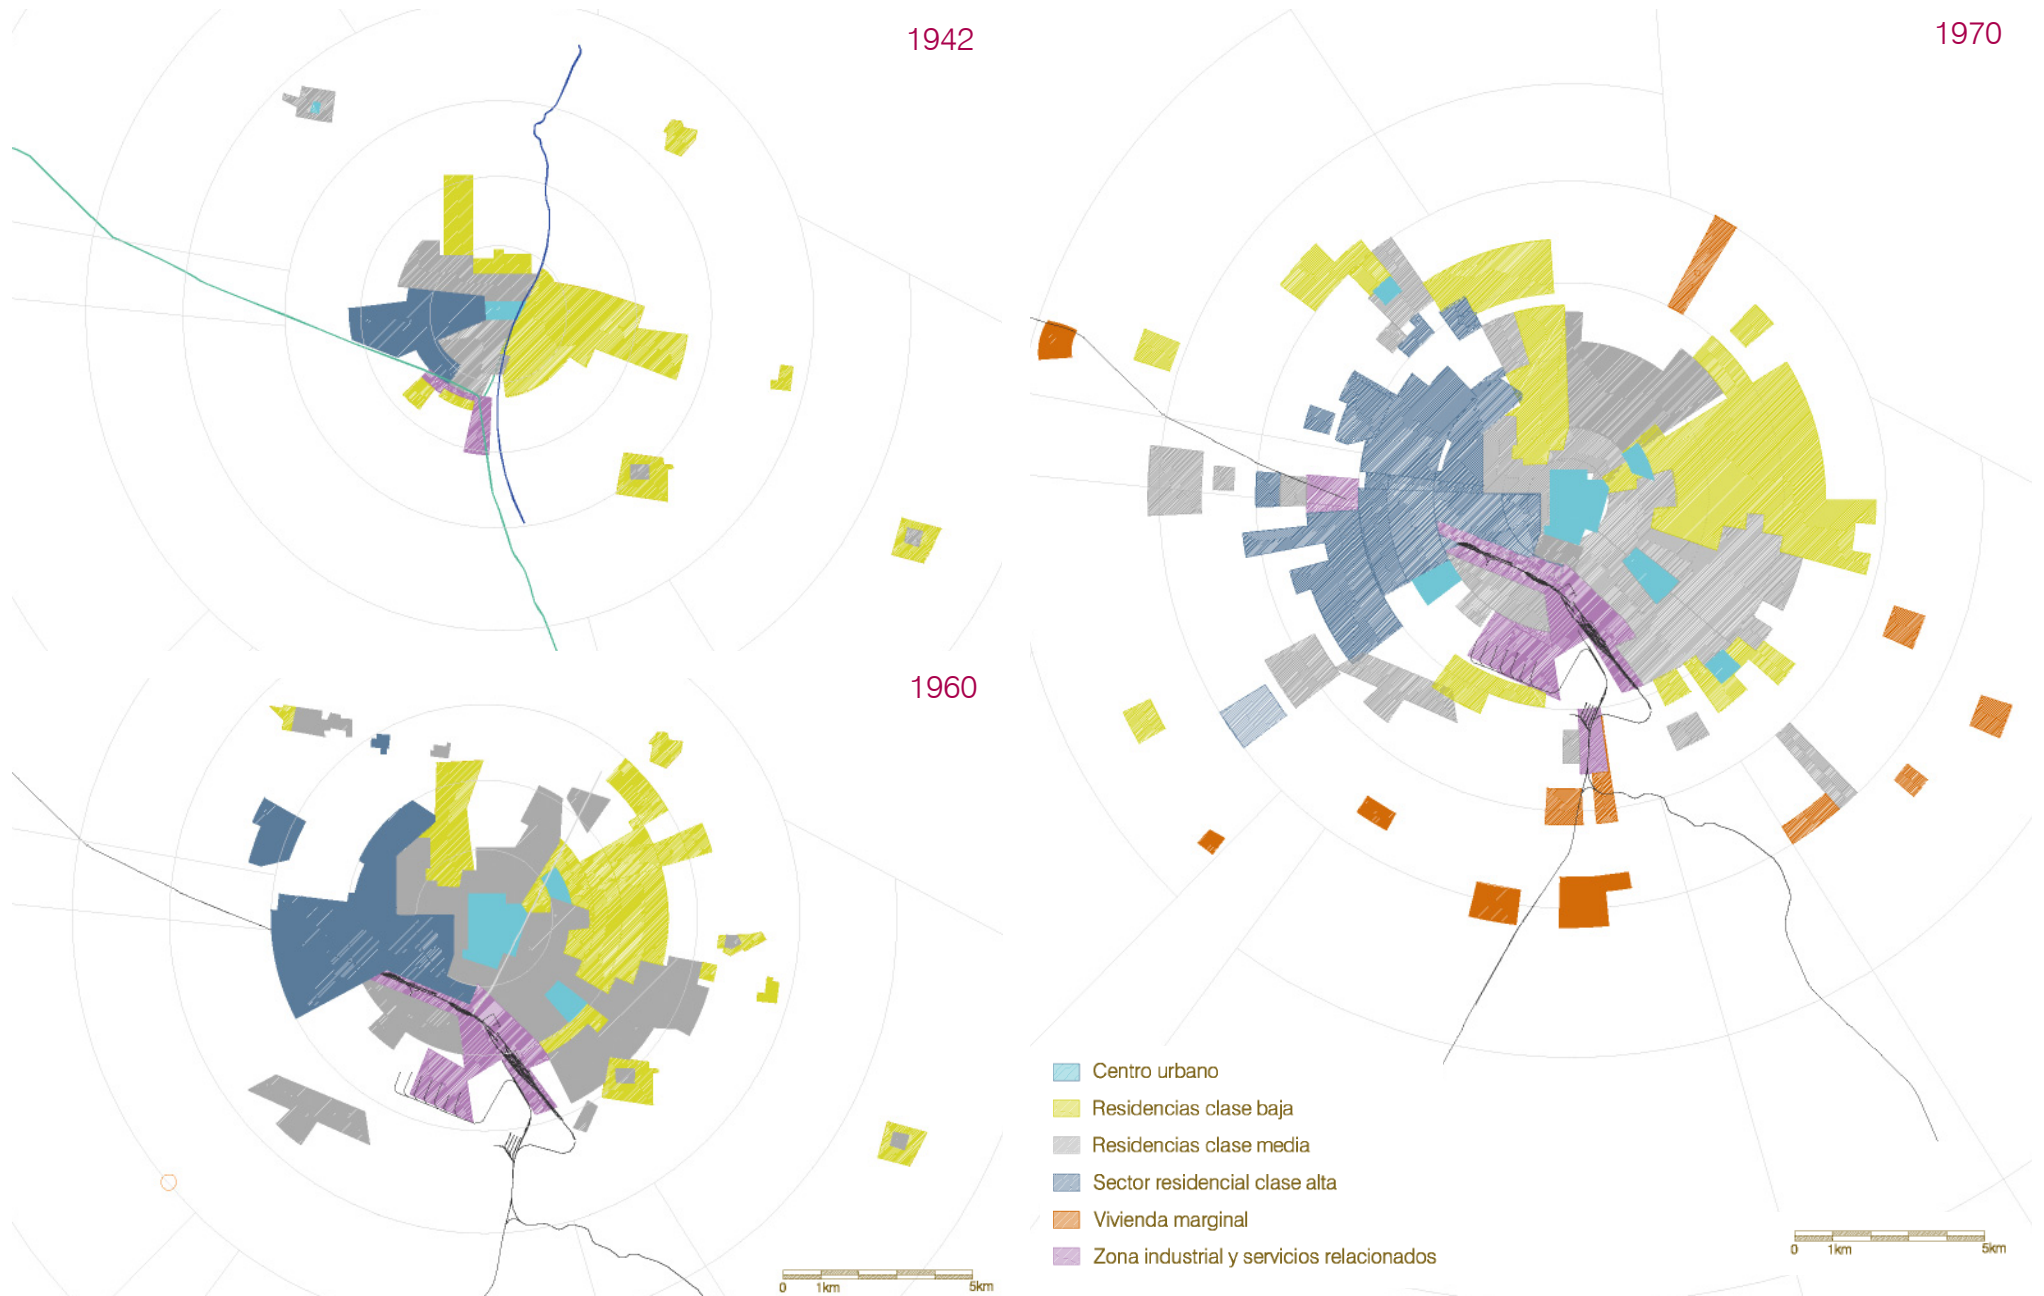 1942
1970
1960
Centro urbano
Residencias clase baja
Residencias clase media
Sector residencial clase alta
Vivienda marginal
Zona industrial y servicios relacionados
0 1km 5km
0 1km 5km